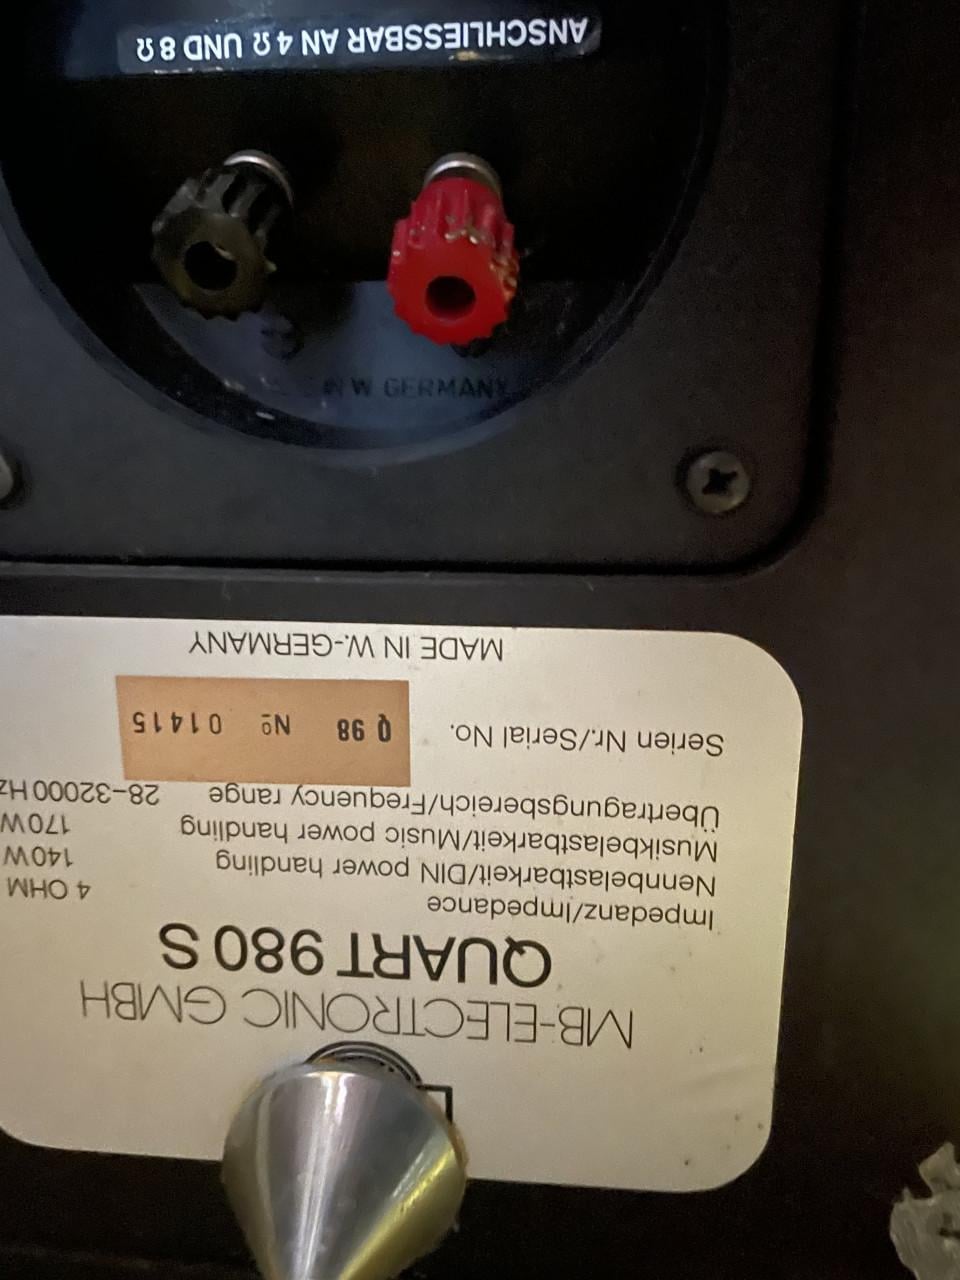 MB-ELECTRONIC GMBH
QUART 980 S
Impedanz/Impedance 4 OHM
Nennbelastbarkeit/DIN power handling 140W
Musikbelastbarkeit/Music power handling 170W
Übertragungsbereich/Frequency range 28-32000 Hz
Serien Nr./Serial No. Q 98 Nº 01415
MADE IN W.-GERMANY
IN W GERMANY
ANSCHLIESSBAR AN 4 Ω UND 8 Ω